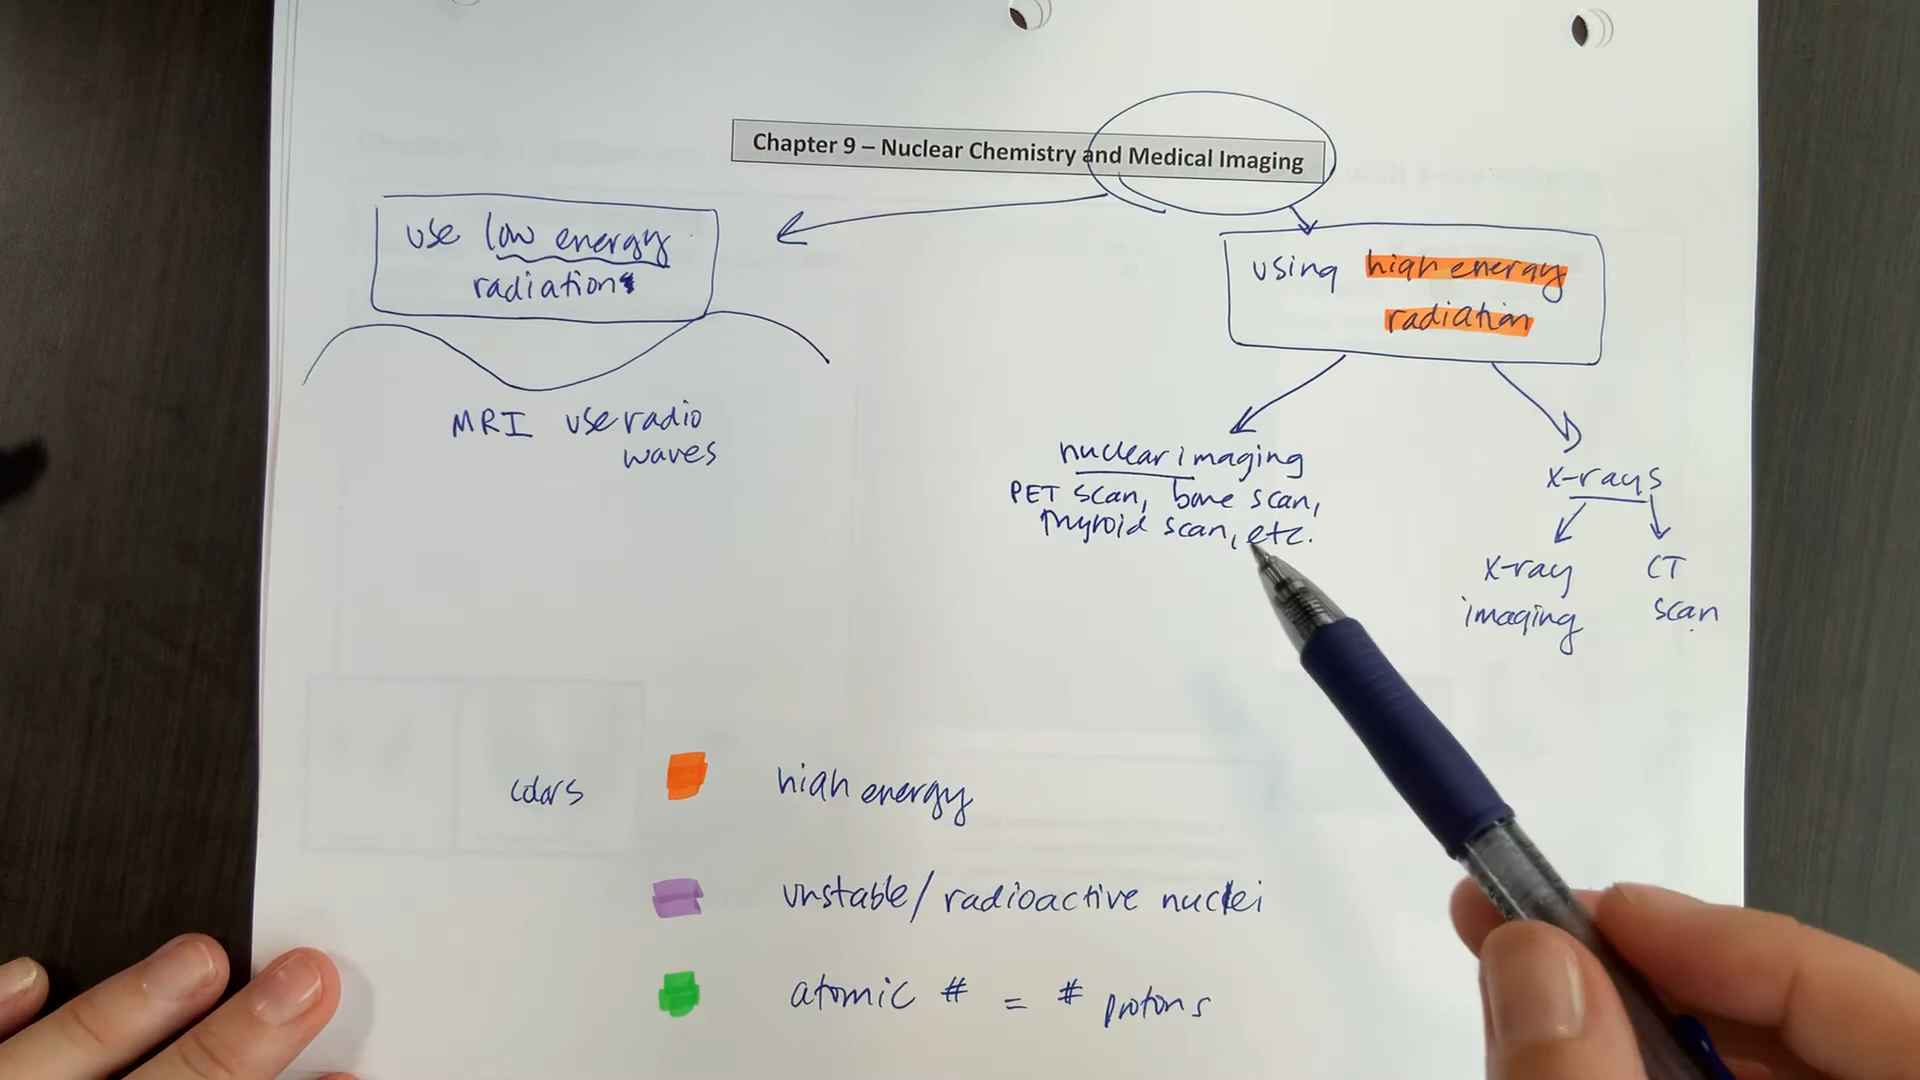 Chapter 9 – Nuclear Chemistry and Medical Imaging
use low energy
radiation
MRI use radio
waves
using high energy
radiation
nuclear imaging
PET scan, bone scan,
thyroid scan, etc.
x-rays
x-ray
imaging
CT
scan
colors
high energy
unstable/radioactive nuclei
atomic # = # protons